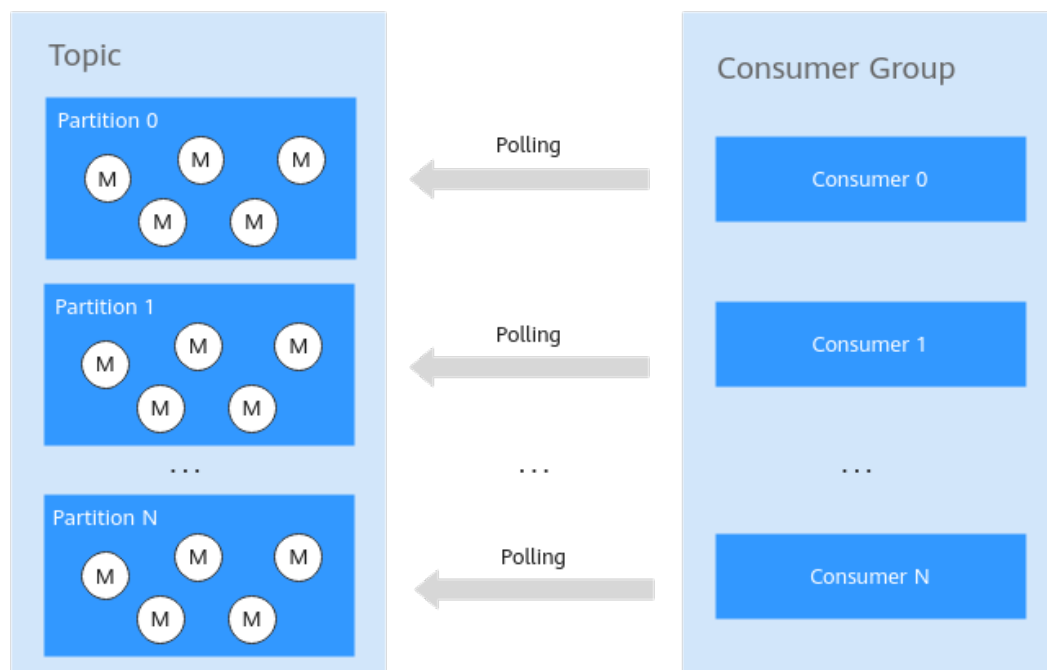 Topic
Partition 0
M
M
M
M
M
Partition 1
M
M
M
M
M
...
Partition N
M
M
M
M
M
Polling
Polling
...
Polling
Consumer Group
Consumer 0
Consumer 1
...
Consumer N